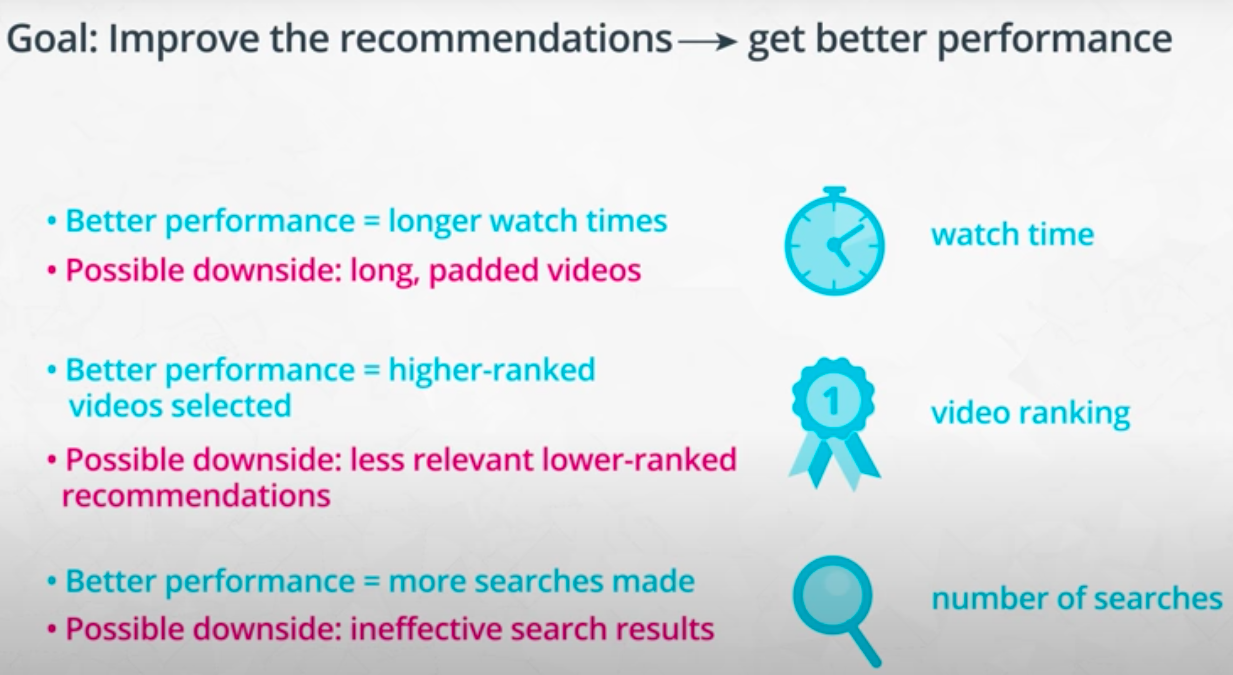 Goal: Improve the recommendations → get better performance
• Better performance = longer watch times
• Possible downside: long, padded videos
watch time
• Better performance = higher-ranked
videos selected
• Possible downside: less relevant lower-ranked
recommendations
1
video ranking
• Better performance = more searches made
• Possible downside: ineffective search results
number of searches